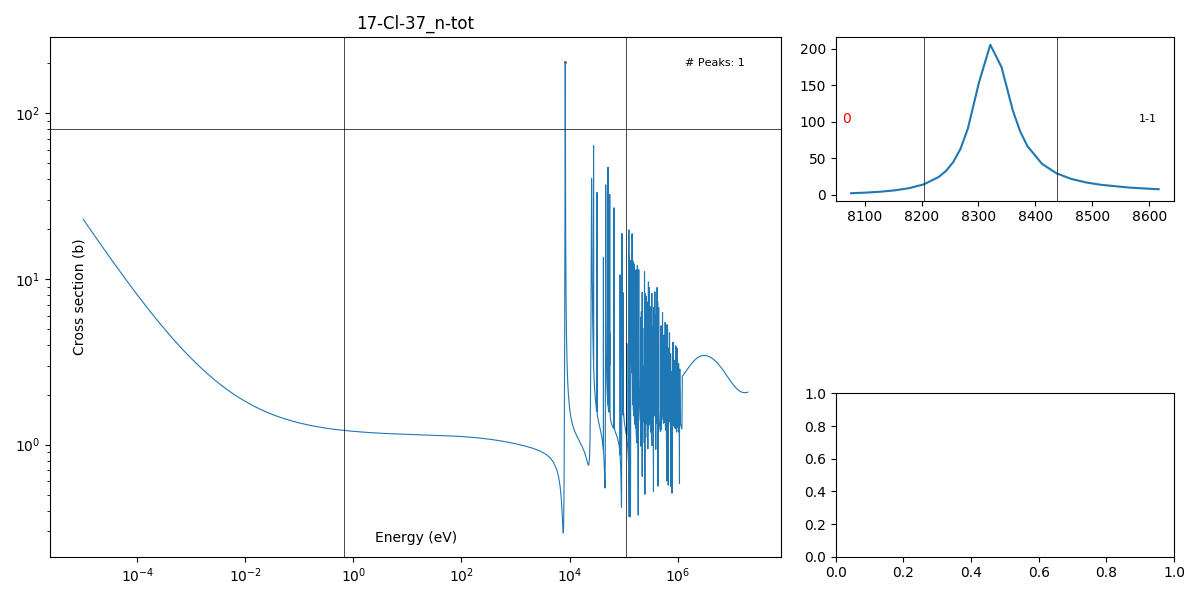 17-Cl-37_n-tot
# Peaks: 1
Cross section (b)
Energy (eV)
10²
10¹
10⁰
10⁻⁴ 10⁻² 10⁰ 10² 10⁴ 10⁶
200
150
100
50
0
0
1-1
8100 8200 8300 8400 8500 8600
1.0
0.8
0.6
0.4
0.2
0.0
0.0 0.2 0.4 0.6 0.8 1.0